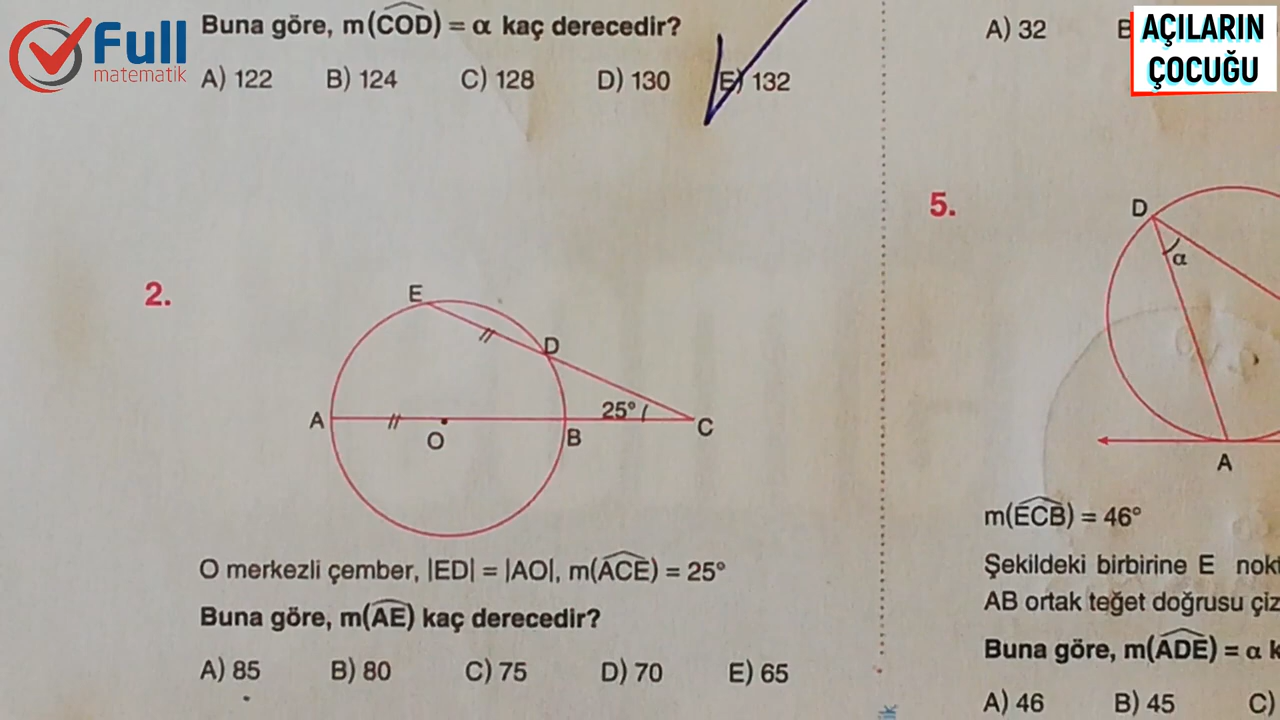 Full
matematik
AÇILARIN
ÇOCUĞU
Buna göre, m(COD) = α kaç derecedir?
A) 122 B) 124 C) 128 D) 130 E) 132
2.
E
D
25°
A
O
B
C
O merkezli çember, |ED| = |AO|, m(ACE) = 25°
Buna göre, m(AE) kaç derecedir?
A) 85 B) 80 C) 75 D) 70 E) 65
A) 32 B
5.
D
α
A
m(ECB) = 46°
Şekildeki birbirine E
AB ortak teğet doğrusu
Buna göre, m(ADE) = α
A) 46 B) 45 C)